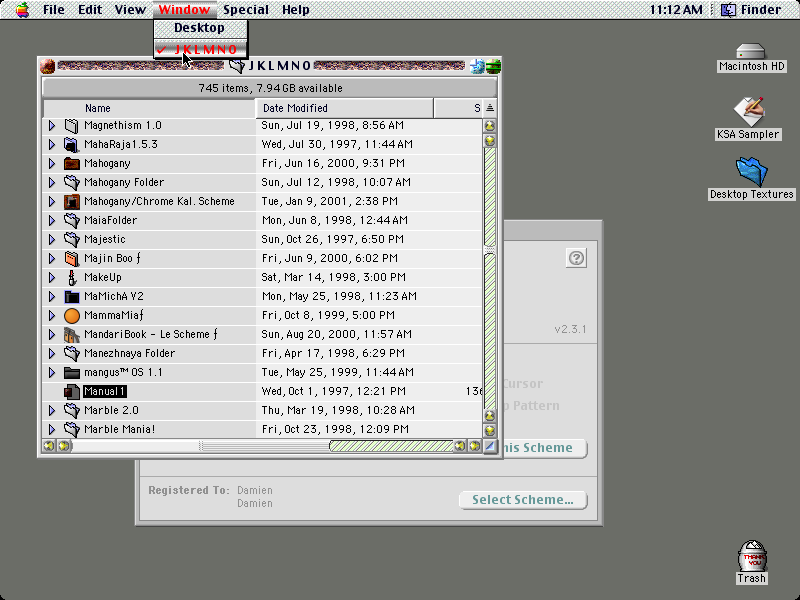 File Edit View Window Special Help 11:12 AM Finder
Desktop
✓ JKLMNO
JKLMNO
745 items, 7.94 GB available
Name Date Modified S
Magnethism 1.0 Sun, Jul 19, 1998, 8:56 AM
MahaRaja1.5.3 Wed, Jul 30, 1997, 11:44 AM
Mahogany Fri, Jun 16, 2000, 9:31 PM
Mahogany Folder Sun, Jul 12, 1998, 10:07 AM
Mahogany/Chrome Kal. Scheme Tue, Jan 9, 2001, 2:38 PM
MaiaFolder Mon, Jun 8, 1998, 12:44 AM
Majestic Sun, Oct 26, 1997, 6:50 PM
Majin Boo ƒ Fri, Jun 9, 2000, 6:02 PM
MakeUp Sat, Mar 14, 1998, 3:00 PM
MaMichA V2 Mon, May 25, 1998, 11:23 AM
MammaMiaƒ Fri, Oct 8, 1999, 5:00 PM
MandariBook - Le Scheme ƒ Sun, Aug 20, 2000, 11:57 AM
Manezhnaya Folder Fri, Apr 17, 1998, 6:29 PM
mangus™ OS 1.1 Tue, May 25, 1999, 11:44 AM
Manual1 Wed, Oct 1, 1997, 12:21 PM 136
Marble 2.0 Thu, Mar 19, 1998, 10:28 AM
Marble Mania! Fri, Oct 23, 1998, 12:09 PM
?
v2.3.1
Cursor
p Pattern
his Scheme
Registered To: Damien
Damien
Select Scheme...
Macintosh HD
KSA Sampler
Desktop Textures
THANK
YOU
Trash